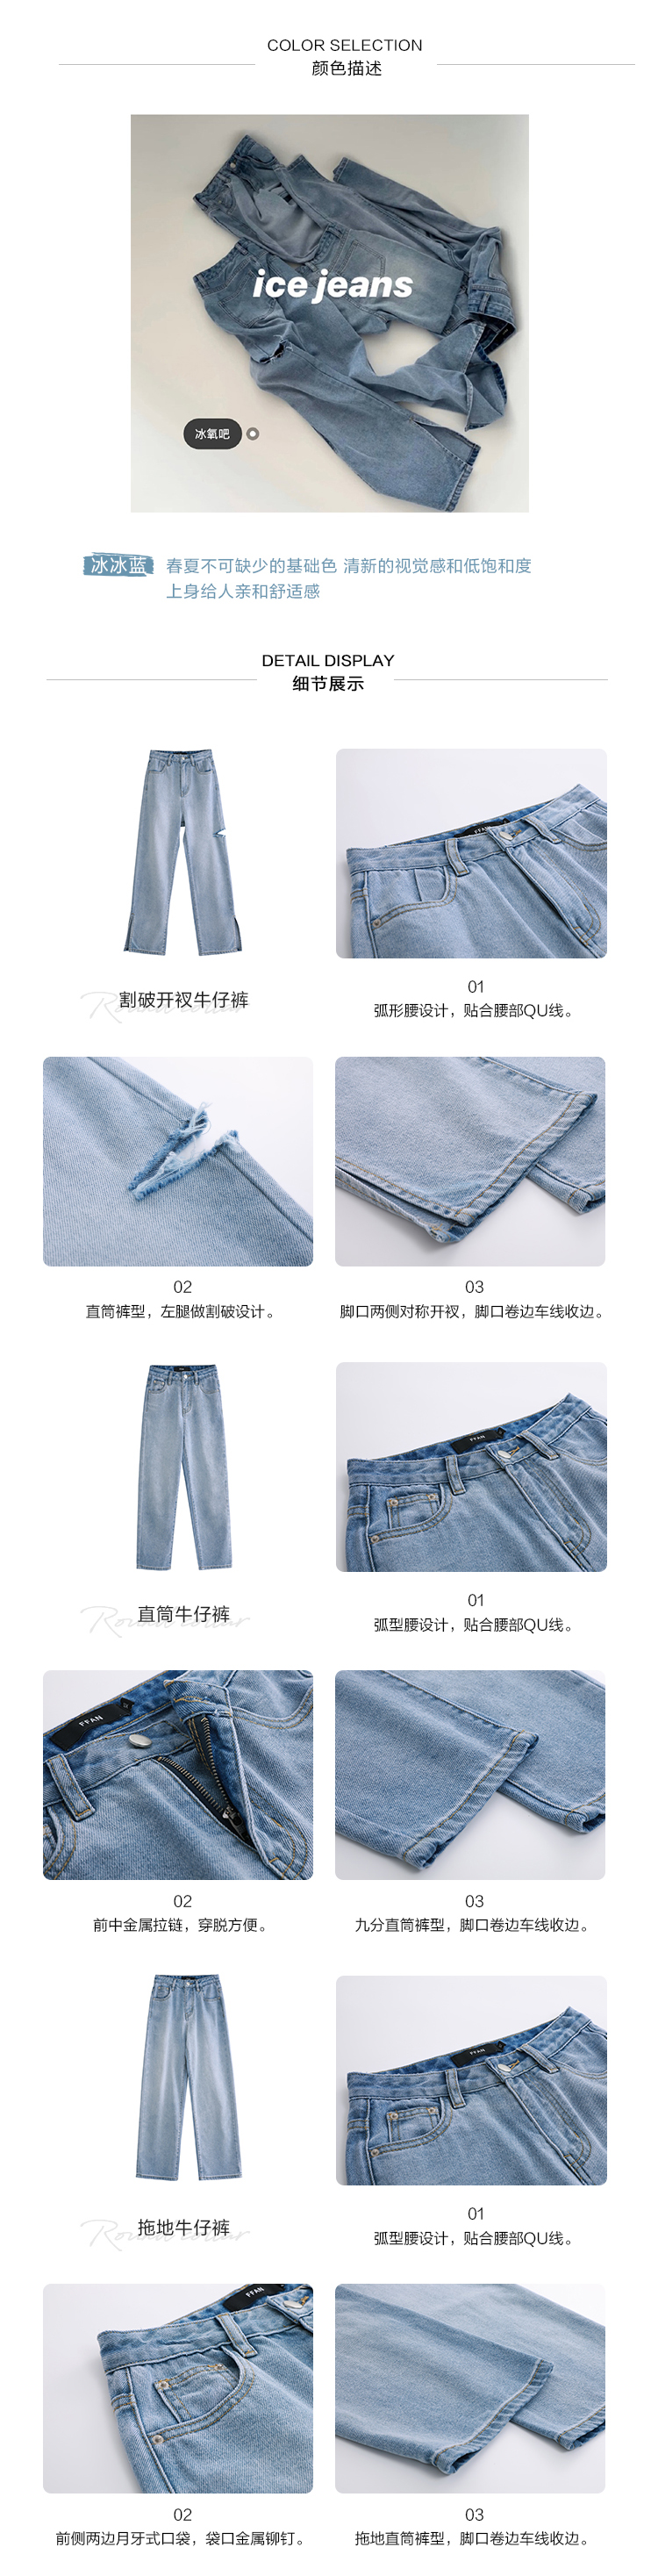 COLOR SELECTION
颜色描述
ice jeans
冰氧吧
冰冰蓝
春夏不可缺少的基础色 清新的视觉感和低饱和度
上身给人亲和舒适感
DETAIL DISPLAY
细节展示
割破开衩牛仔裤
01
弧形腰设计，贴合腰部QU线。
02
直筒裤型，左腿做割破设计。
03
脚口两侧对称开衩，脚口卷边车线收边。
FFAN
直筒牛仔裤
01
弧型腰设计，贴合腰部QU线。
FFAN
02
前中金属拉链，穿脱方便。
03
九分直筒裤型，脚口卷边车线收边。
FFAN
拖地牛仔裤
01
弧型腰设计，贴合腰部QU线。
FFAN
02
前侧两边月牙式口袋，袋口金属铆钉。
03
拖地直筒裤型，脚口卷边车线收边。